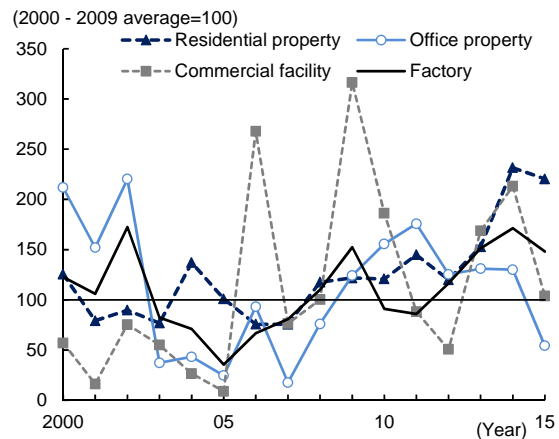 (2000 - 2009 average=100)
Residential property Office property
Commercial facility Factory
350
300
250
200
150
100
50
0
2000 05 10 15
(Year)